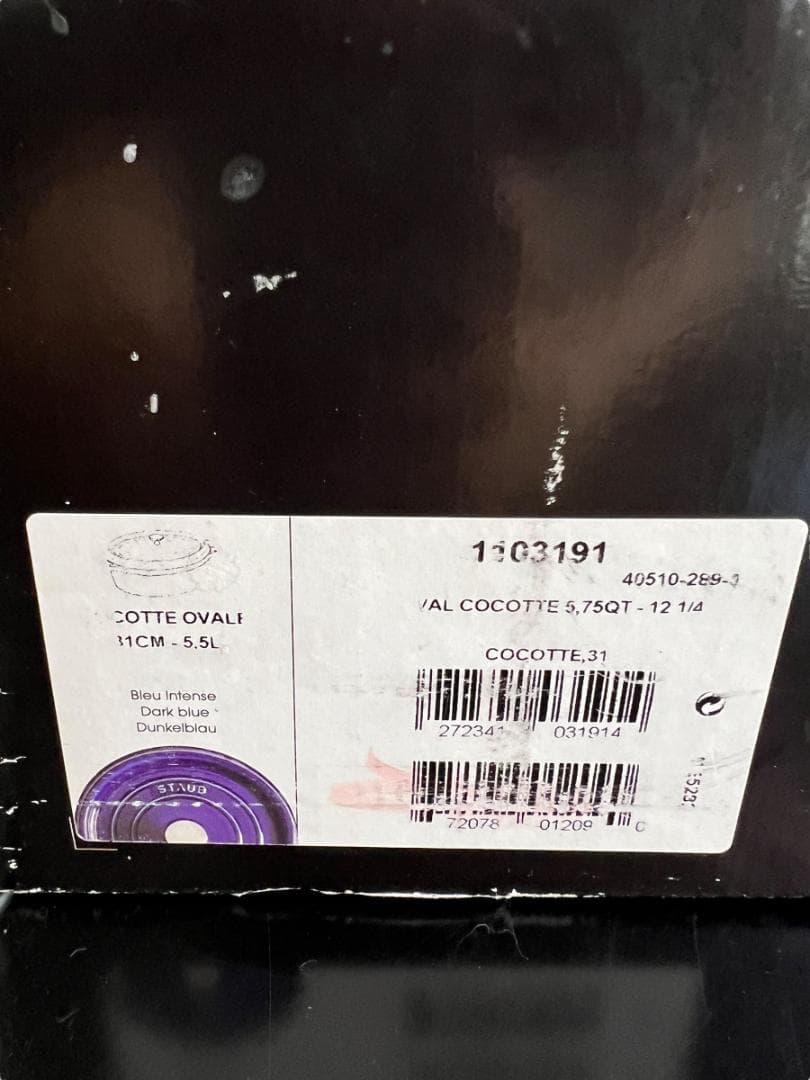 COTTE OVALE
31CM - 5,5L
Bleu Intense
Dark blue
Dunkelblau
STAUB
1103191
40510-289-
VAL COCOTTE 5,75QT - 12 1/4
COCOTTE,31
272341 031914
72078 01209 0